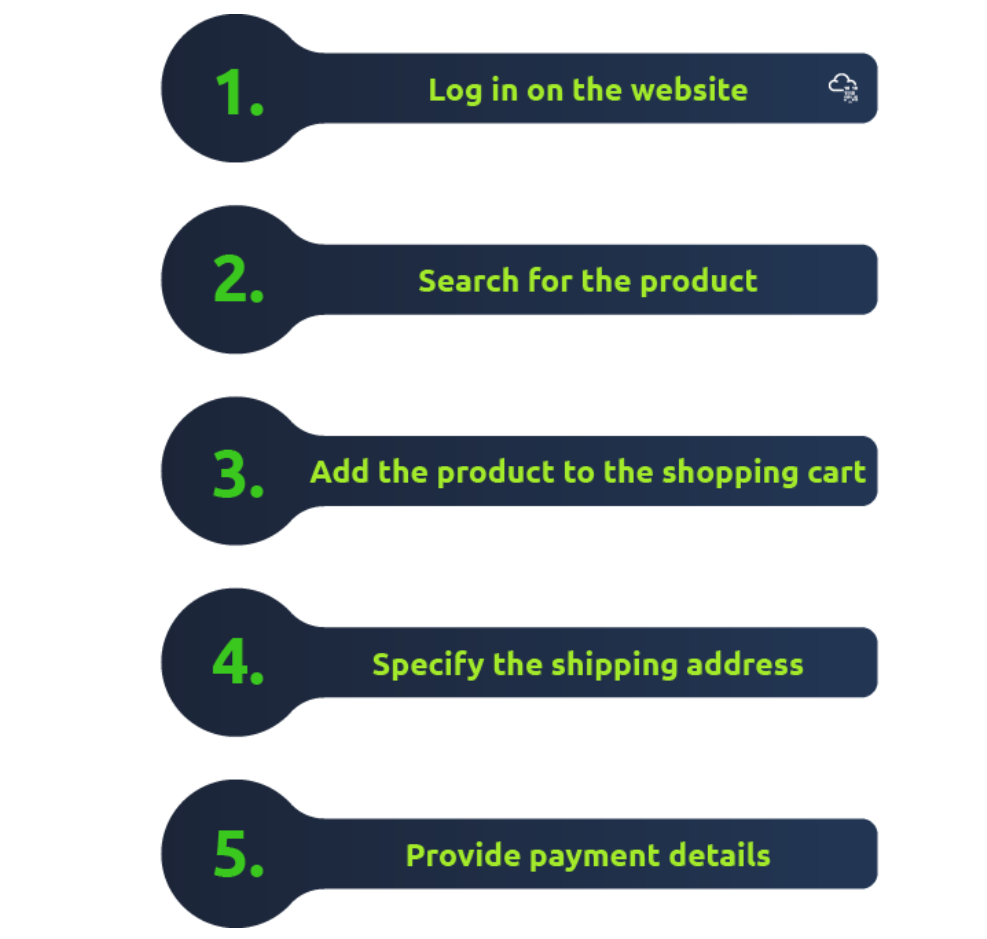 1.
Log in on the website
2.
Search for the product
3.
Add the product to the shopping cart
4.
Specify the shipping address
5.
Provide payment details